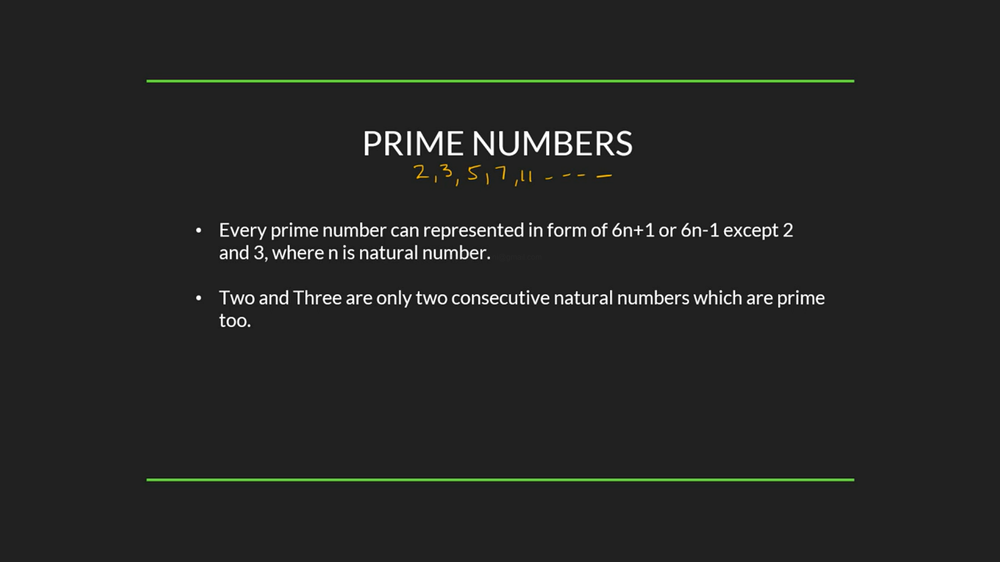 PRIME NUMBERS
2,3, 5,7,11 - - - -
• Every prime number can represented in form of 6n+1 or 6n-1 except 2
and 3, where n is natural number.
• Two and Three are only two consecutive natural numbers which are prime
too.